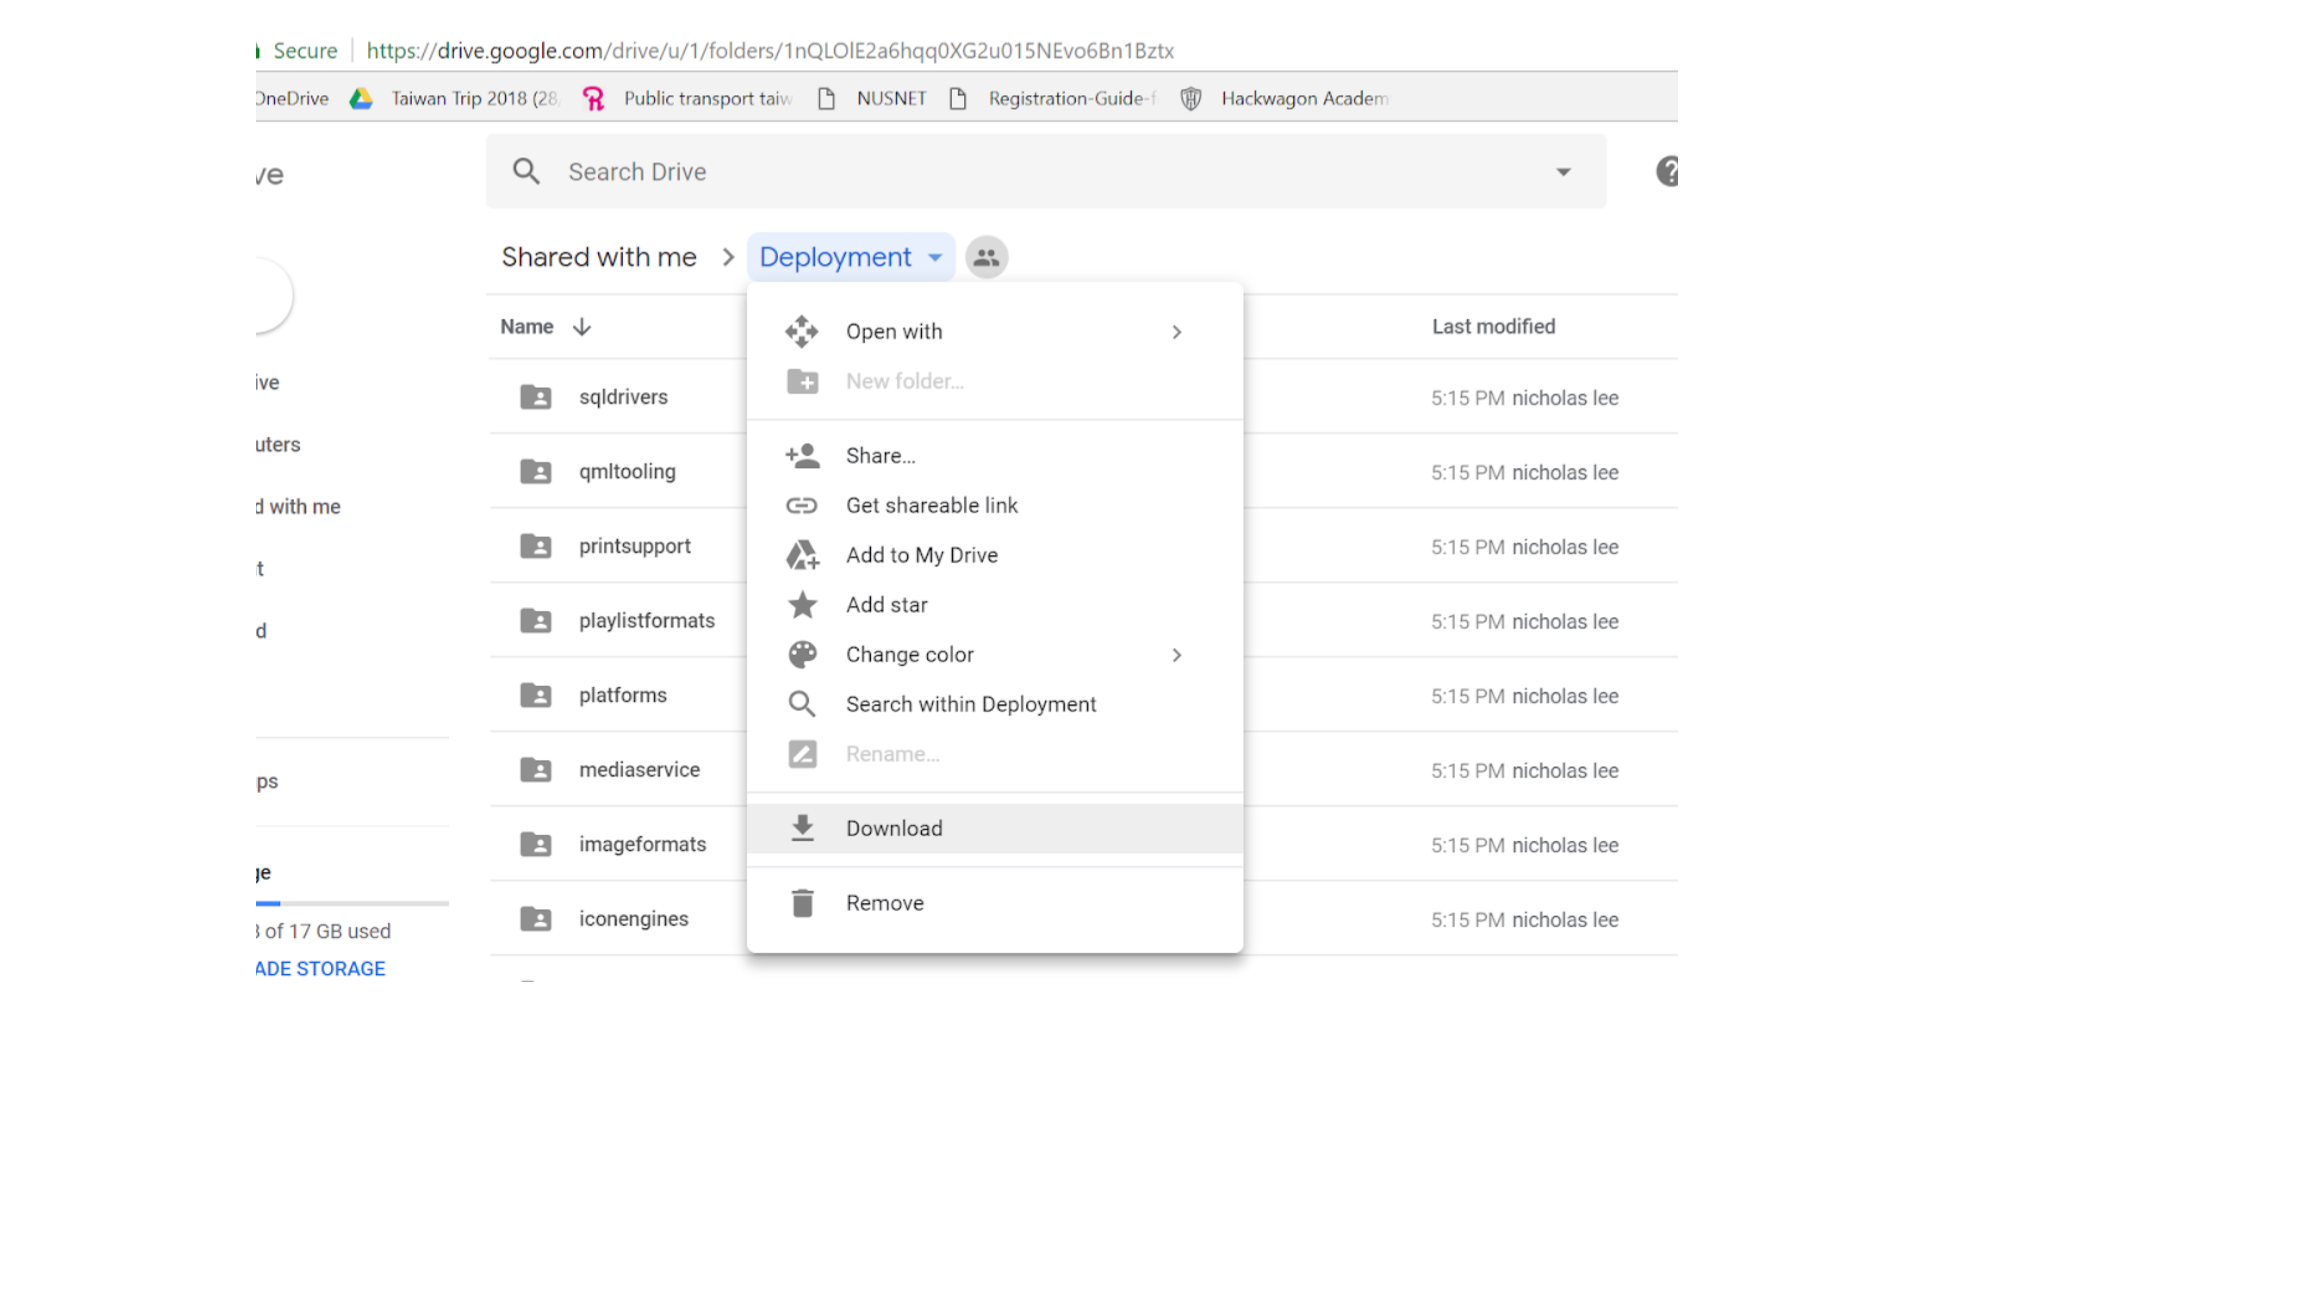 Secure https://drive.google.com/drive/u/1/folders/1nQLOlE2a6hqq0XG2u015NEvo6Bn1Bztx
OneDrive Taiwan Trip 2018 (28, Public transport taiw NUSNET Registration-Guide-f Hackwagon Academ
ve Search Drive
Shared with me > Deployment
Name Last modified
Open with
New folder...
Share...
Get shareable link
Add to My Drive
Add star
Change color
Search within Deployment
Rename...
Download
Remove
ive
uters
d with me
t
d
ps
ge
of 17 GB used
ADE STORAGE
sqldrivers 5:15 PM nicholas lee
qmltooling 5:15 PM nicholas lee
printsupport 5:15 PM nicholas lee
playlistformats 5:15 PM nicholas lee
platforms 5:15 PM nicholas lee
mediaservice 5:15 PM nicholas lee
imageformats 5:15 PM nicholas lee
iconengines 5:15 PM nicholas lee